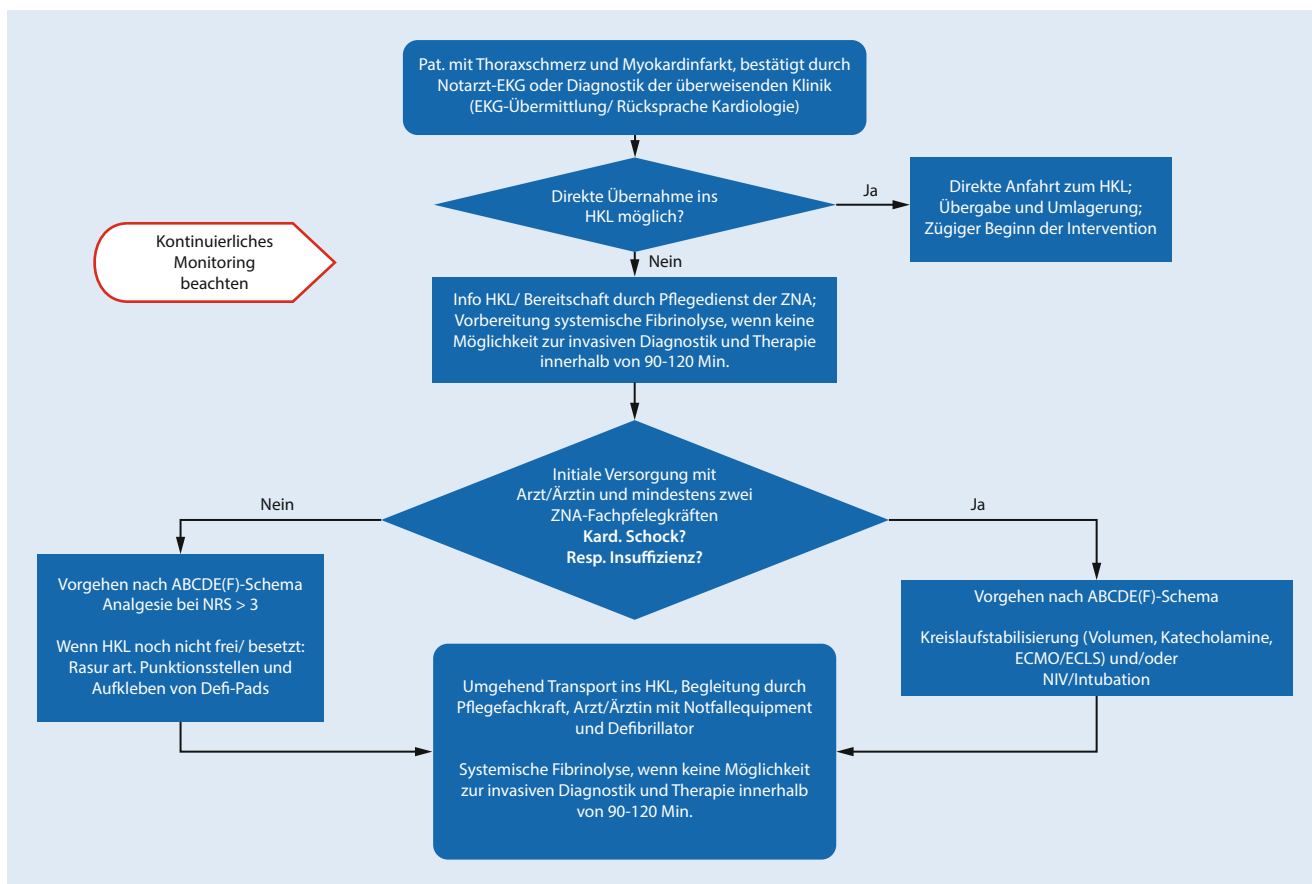 Pat. mit Thoraxschmerz und Myokardinfarkt, bestätigt durch
Notarzt-EKG oder Diagnostik der überweisenden Klinik
(EKG-Übermittlung/ Rücksprache Kardiologie)
Direkte Übernahme ins
HKL möglich?
Ja
Direkte Anfahrt zum HKL;
Übergabe und Umlagerung;
Zügiger Beginn der Intervention
Kontinuierliches
Monitoring
beachten
Nein
Info HKL/ Bereitschaft durch Pflegedienst der ZNA;
Vorbereitung systemische Fibrinolyse, wenn keine
Möglichkeit zur invasiven Diagnostik und Therapie
innerhalb von 90-120 Min.
Initiale Versorgung mit
Arzt/Ärztin und mindestens zwei
ZNA-Fachpfelegkräften
Kard. Schock?
Resp. Insuffizienz?
Nein
Ja
Vorgehen nach ABCDE(F)-Schema
Analgesie bei NRS > 3
Wenn HKL noch nicht frei/ besetzt:
Rasur art. Punktionsstellen und
Aufkleben von Defi-Pads
Vorgehen nach ABCDE(F)-Schema
Kreislaufstabilisierung (Volumen, Katecholamine,
ECMO/ECLS) und/oder
NIV/Intubation
Umgehend Transport ins HKL, Begleitung durch
Pflegefachkraft, Arzt/Ärztin mit Notfallequipment
und Defibrillator
Systemische Fibrinolyse, wenn keine Möglichkeit
zur invasiven Diagnostik und Therapie innerhalb
von 90-120 Min.